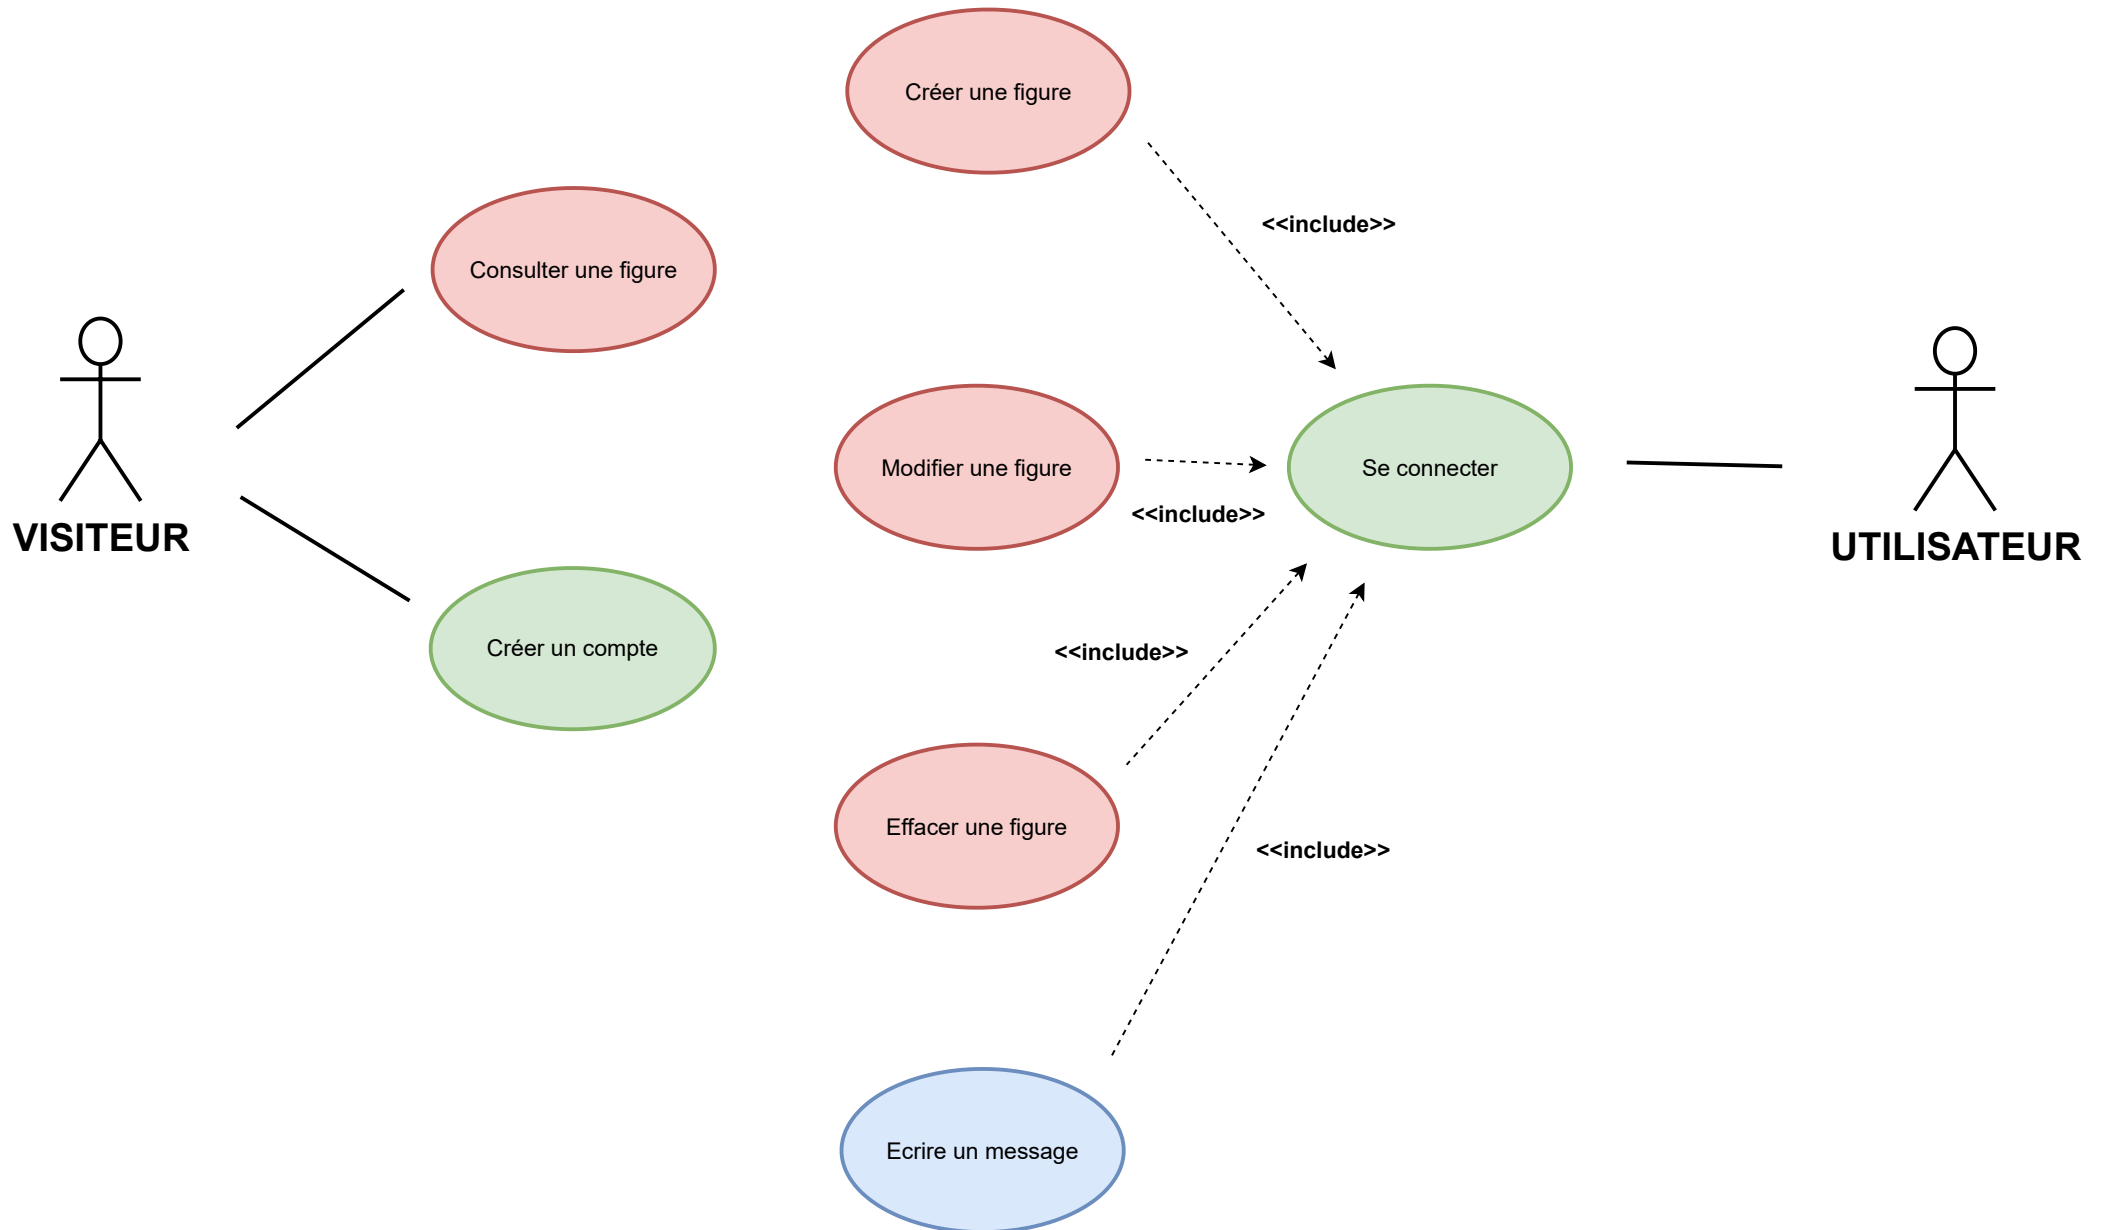 Créer une figure
<<include>>
Consulter une figure
VISITEUR
Modifier une figure
<<include>>
Se connecter
UTILISATEUR
Créer un compte
<<include>>
Effacer une figure
<<include>>
Ecrire un message